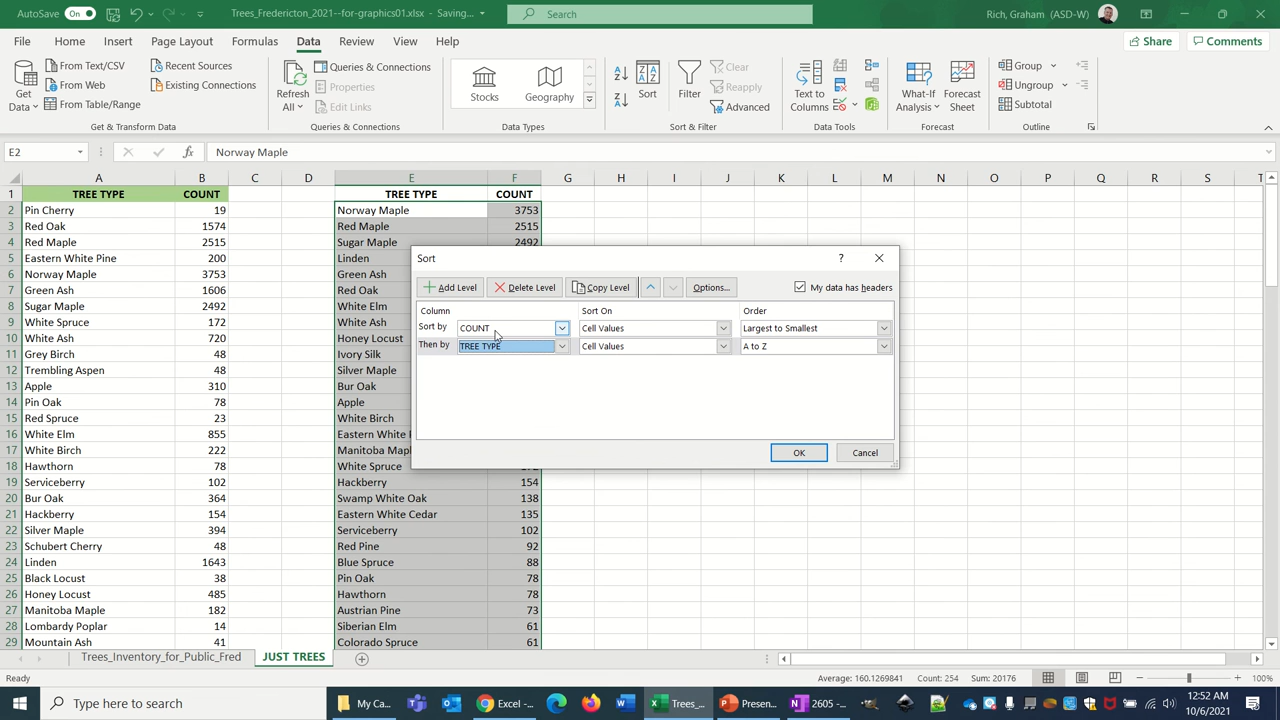 AutoSave On Trees_Fredericton_2021--for-graphics01.xlsx - Saving... Search Rich, Graham (ASD-W)
File Home Insert Page Layout Formulas Data Review View Help Share Comments
Get Data From Text/CSV From Web From Table/Range Recent Sources Existing Connections
Refresh All Queries & Connections Properties Edit Links
Stocks Geography
Sort Filter Clear Reapply Advanced
Text to Columns What-If Analysis Forecast Sheet Group Ungroup Subtotal
Get & Transform Data Queries & Connections Data Types Sort & Filter Data Tools Forecast Outline
E2 fx Norway Maple
A B C D E F G H I J K L M N O P Q R S T
1 TREE TYPE COUNT TREE TYPE COUNT
2 Pin Cherry 19 Norway Maple 3753
3 Red Oak 1574 Red Maple 2515
4 Red Maple 2515 Sugar Maple 2492
5 Eastern White Pine 200 Linden
6 Norway Maple 3753 Green Ash
7 Green Ash 1606 Red Oak
8 Sugar Maple 2492 White Elm
9 White Spruce 172 White Ash
10 White Ash 720 Honey Locust
11 Grey Birch 48 Ivory Silk
12 Trembling Aspen 48 Silver Maple
13 Apple 310 Bur Oak
14 Pin Oak 78 Apple
15 Red Spruce 23 White Birch
16 White Elm 855 Eastern White
17 White Birch 222 Manitoba Mapl
18 Hawthorn 78 White Spruce
19 Serviceberry 102 Hackberry 154
20 Bur Oak 364 Swamp White Oak 138
21 Hackberry 154 Eastern White Cedar 135
22 Silver Maple 394 Serviceberry 102
23 Schubert Cherry 48 Red Pine 92
24 Linden 1643 Blue Spruce 88
25 Black Locust 38 Pin Oak 78
26 Honey Locust 485 Hawthorn 78
27 Manitoba Maple 182 Austrian Pine 73
28 Lombardy Poplar 14 Siberian Elm 61
29 Mountain Ash 41 Colorado Spruce 61
Sort ?
Add Level Delete Level Copy Level Options... My data has headers
Column Sort On Order
Sort by COUNT Cell Values Largest to Smallest
Then by TREE TYPE Cell Values A to Z
OK Cancel
Trees_Inventory_for_Public_Fred JUST TREES
Ready Average: 160.1269841 Count: 254 Sum: 20176 100%
Type here to search My Ca... Excel -... Trees_... Presen... 2605 -... 12:52 PM
10/6/2021